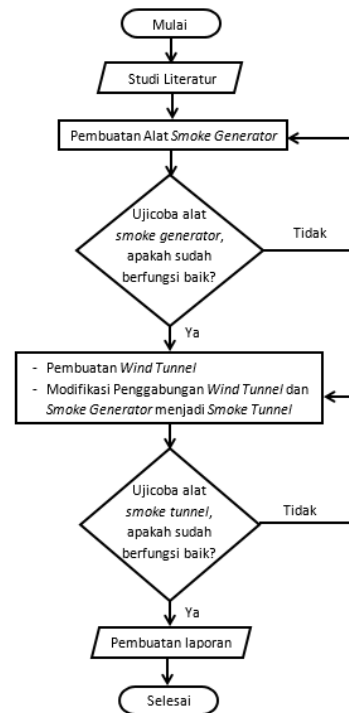 Mulai
Studi Literatur
Pembuatan Alat Smoke Generator
Ujicoba alat
smoke generator,
apakah sudah
berfungsi baik?
Tidak
Ya
- Pembuatan Wind Tunnel
- Modifikasi Penggabungan Wind Tunnel dan
Smoke Generator menjadi Smoke Tunnel
Ujicoba alat
smoke tunnel,
apakah sudah
berfungsi baik?
Tidak
Ya
Pembuatan laporan
Selesai